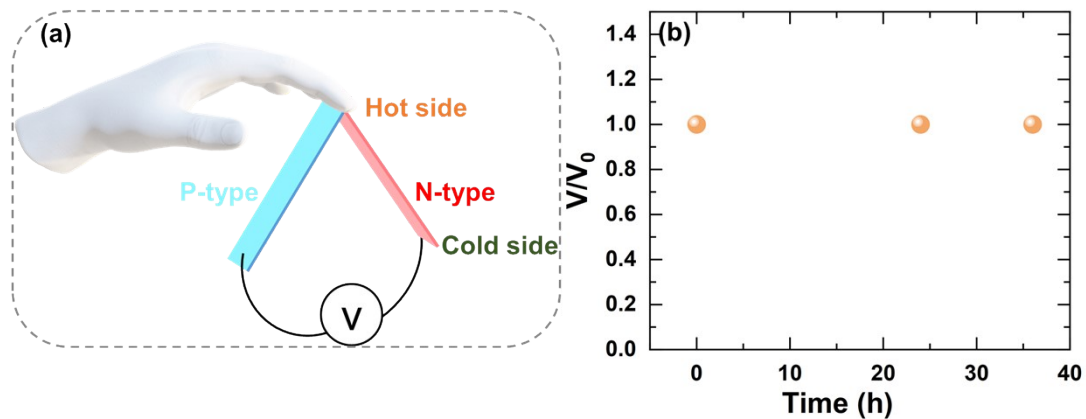 (a)
Hot side
P-type
N-type
Cold side
V
(b)
1.4
1.2
1.0
0.8
0.6
0.4
0.2
0.0
V/V₀
0 10 20 30 40
Time (h)